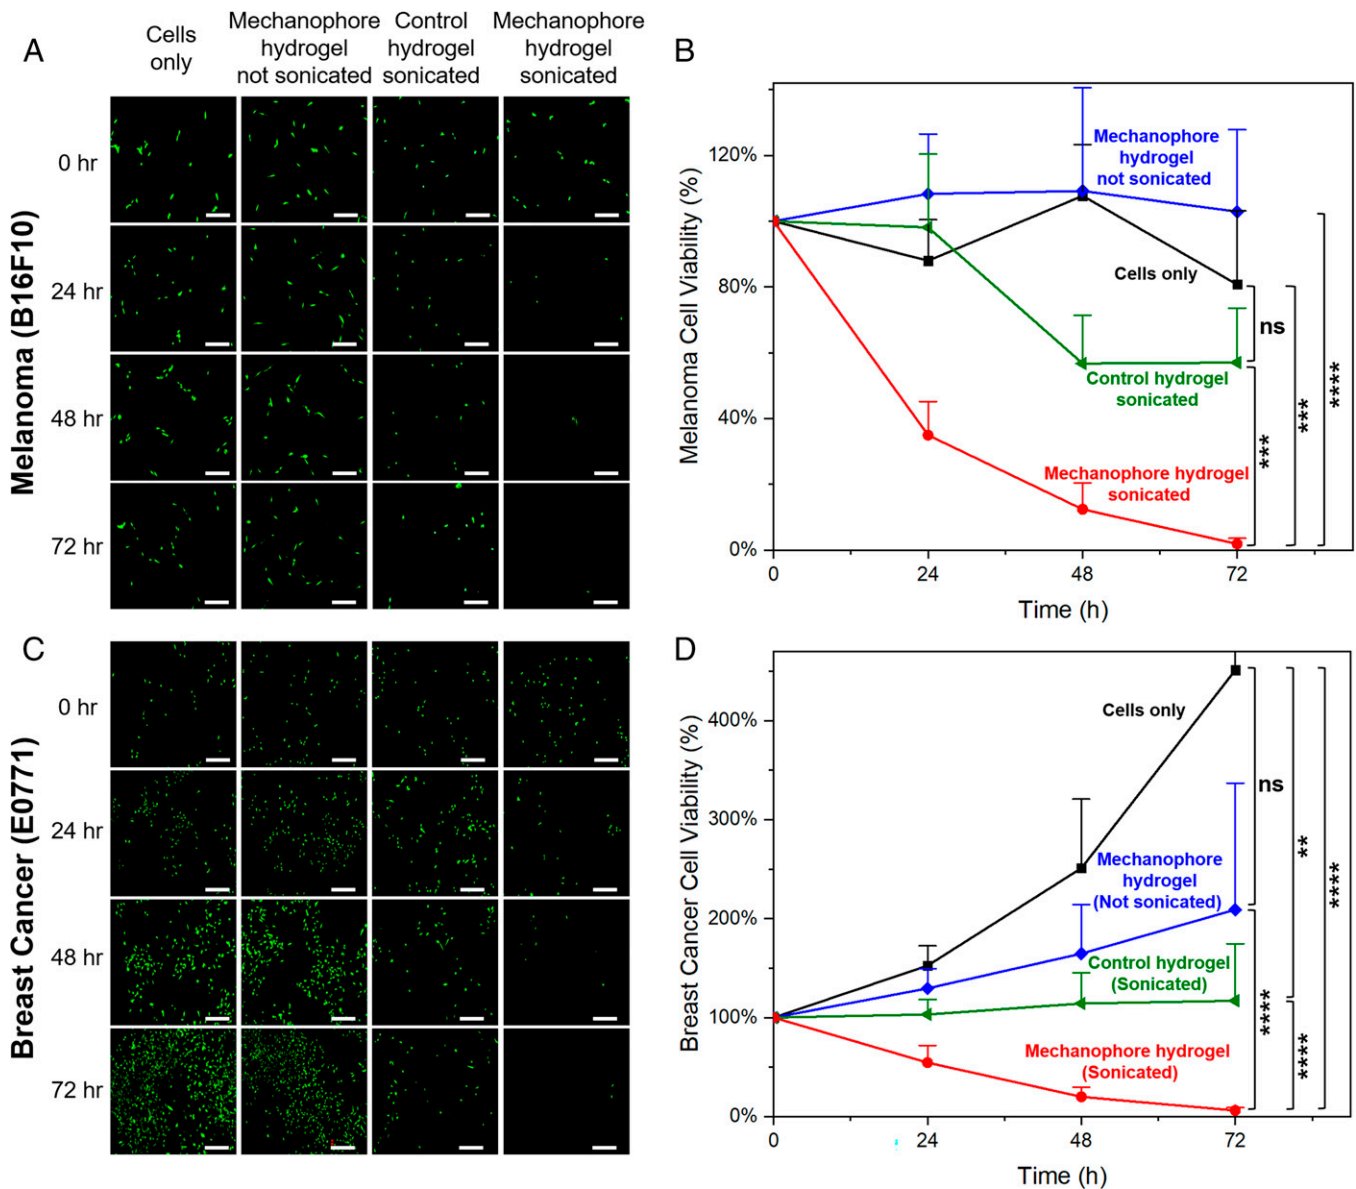 A
Cells
only
Mechanophore
hydrogel
not sonicated
Control
hydrogel
sonicated
Mechanophore
hydrogel
sonicated
Melanoma (B16F10)
0 hr
24 hr
48 hr
72 hr
B
Melanoma Cell Viability (%)
120%
80%
40%
0%
0
24
48
72
Time (h)
Mechanophore
hydrogel
not sonicated
Cells only
Control hydrogel
sonicated
Mechanophore hydrogel
sonicated
ns
***
***
****
C
Breast Cancer (E0771)
0 hr
24 hr
48 hr
72 hr
D
Breast Cancer Cell Viability (%)
400%
300%
200%
100%
0%
0
24
48
72
Time (h)
Cells only
Mechanophore
hydrogel
(Not sonicated)
Control hydrogel
(Sonicated)
Mechanophore hydrogel
(Sonicated)
ns
**
****
****
****